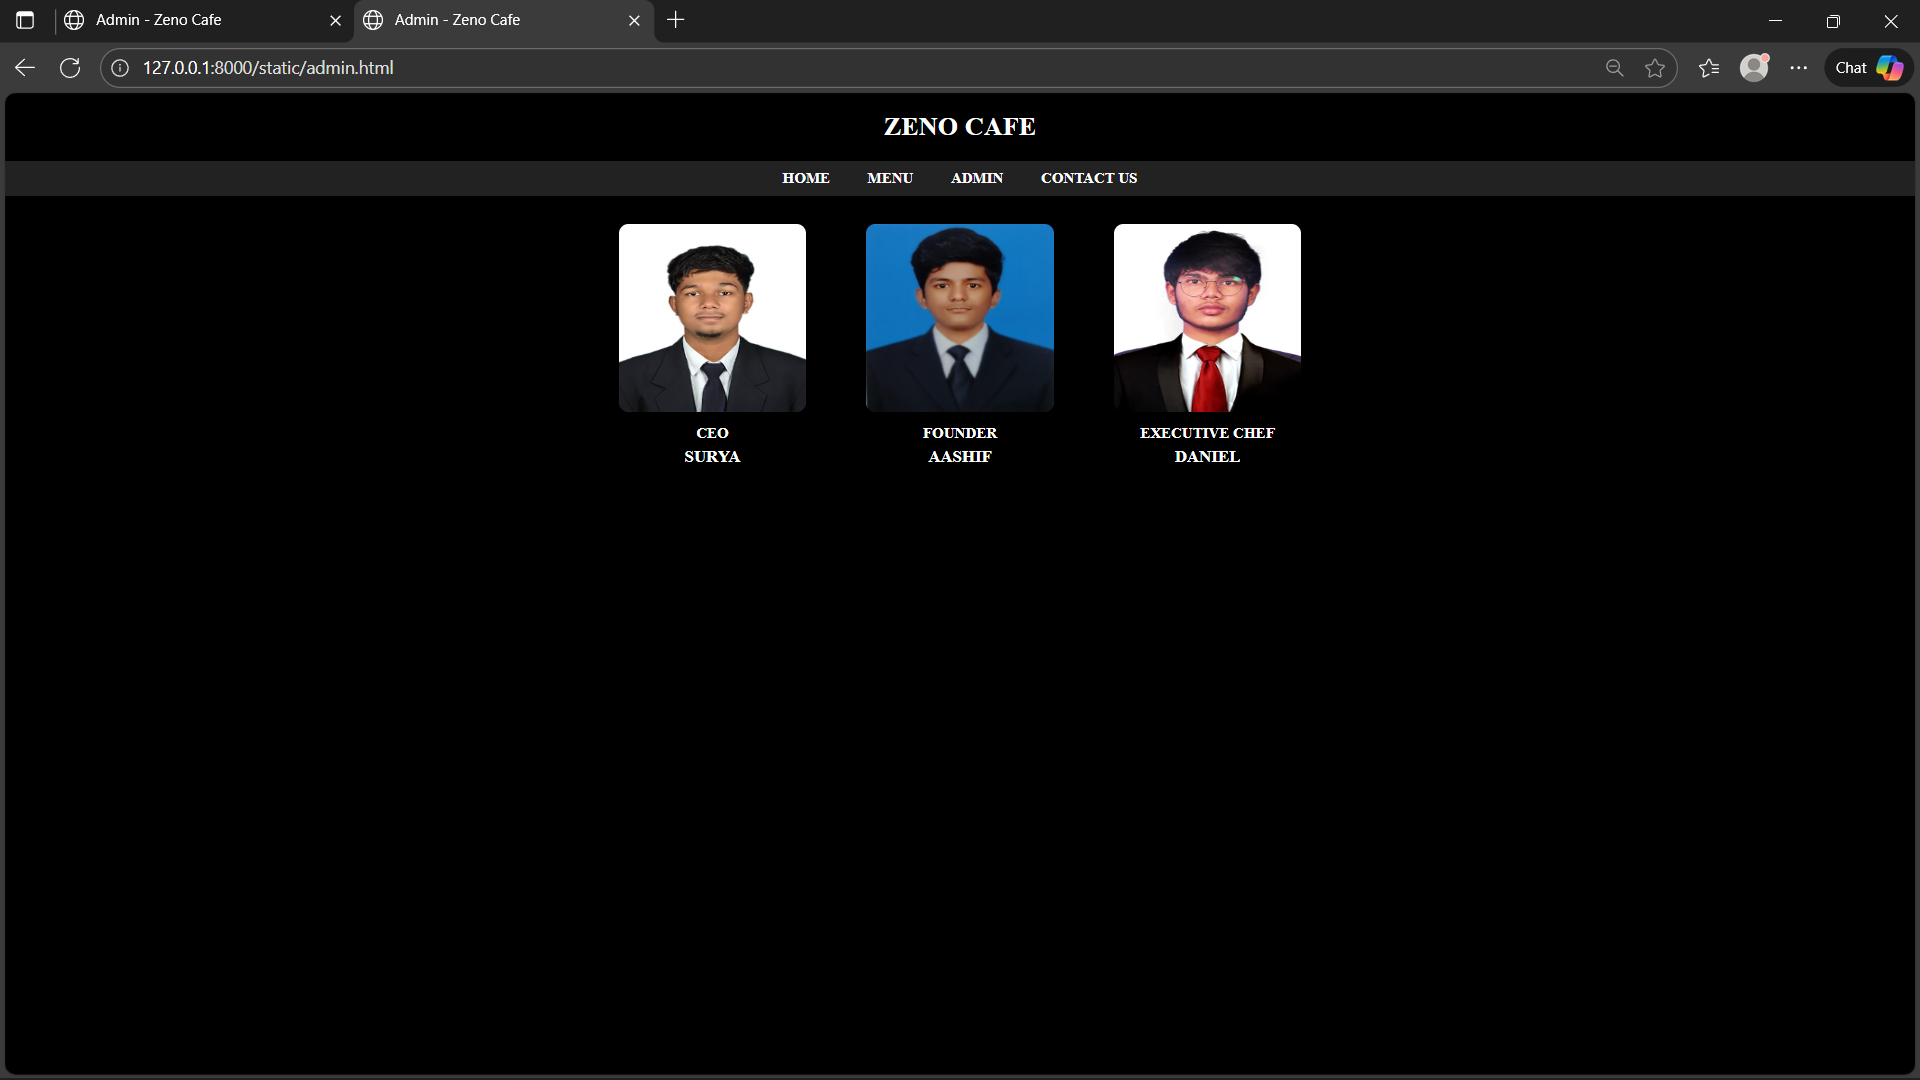 Admin - Zeno Cafe
Admin - Zeno Cafe
127.0.0.1:8000/static/admin.html
Chat
ZENO CAFE
HOME MENU ADMIN CONTACT US
CEO FOUNDER EXECUTIVE CHEF
SURYA AASHIF DANIEL